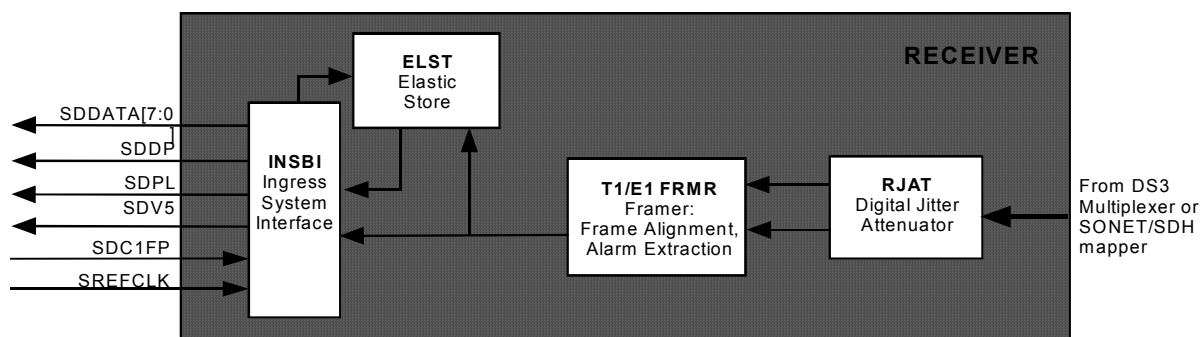 RECEIVER
ELST
Elastic
Store
SDDATA[7:0
]
SDDP
SDPL
SDV5
SDC1FP
SREFCLK
INSBI
Ingress
System
Interface
T1/E1 FRMR
Framer:
Frame Alignment,
Alarm Extraction
RJAT
Digital Jitter
Attenuator
From DS3
Multiplexer or
SONET/SDH
mapper